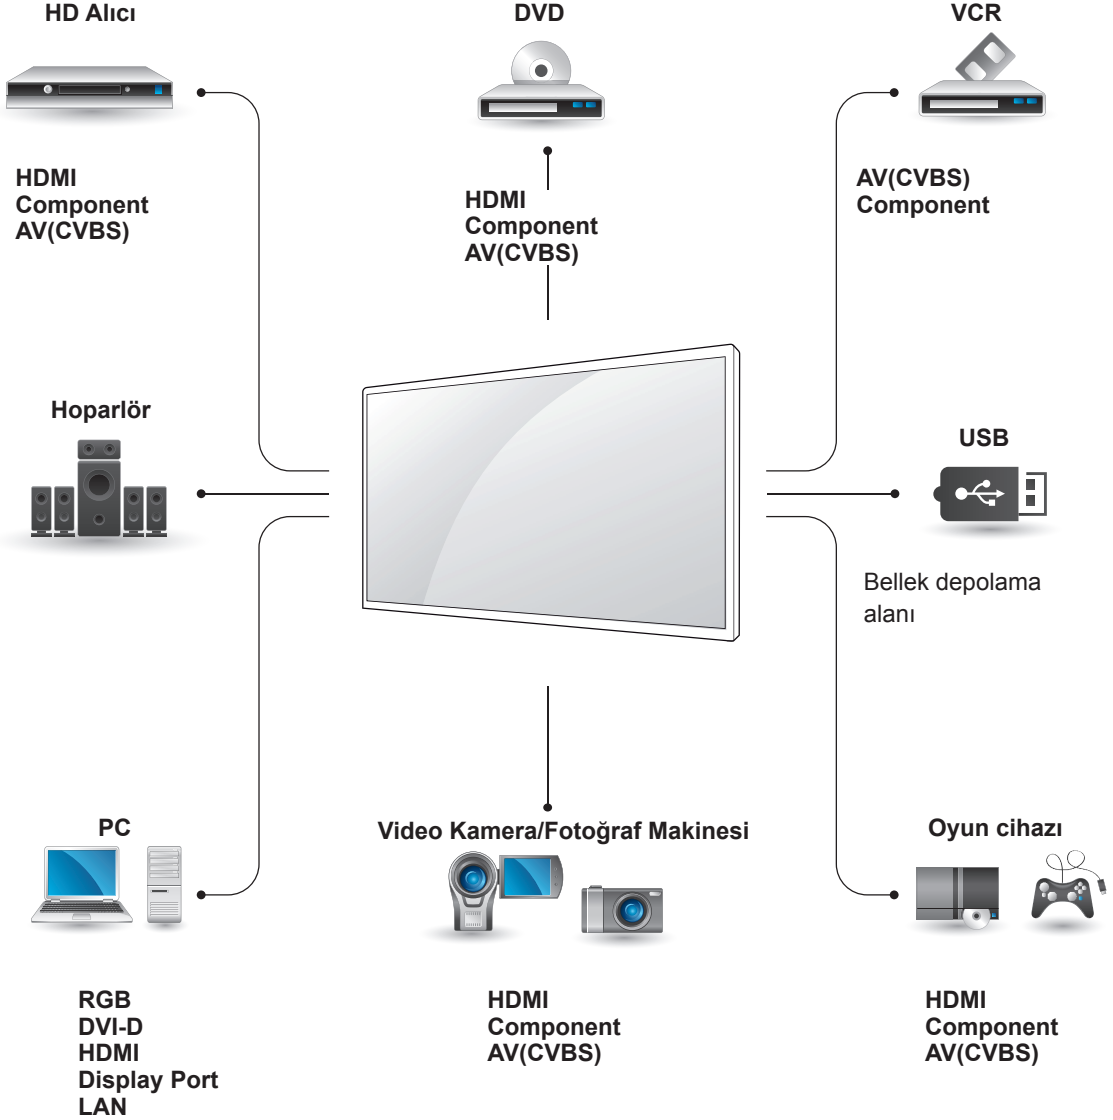 HD Alıcı
DVD
VCR
HDMI
Component
AV(CVBS)
HDMI
Component
AV(CVBS)
AV(CVBS)
Component
Hoparlör
USB
Bellek depolama
alanı
PC
Video Kamera/Fotoğraf Makinesi
Oyun cihazı
RGB
DVI-D
HDMI
Display Port
LAN
HDMI
Component
AV(CVBS)
HDMI
Component
AV(CVBS)